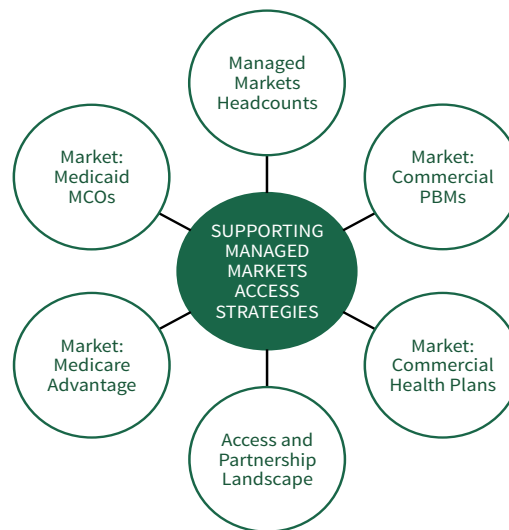 Managed
Markets
Headcounts
Market:
Medicaid
MCOs
Market:
Commercial
PBMs
SUPPORTING
MANAGED
MARKETS
ACCESS
STRATEGIES
Market:
Medicare
Advantage
Market:
Commercial
Health Plans
Access and
Partnership
Landscape